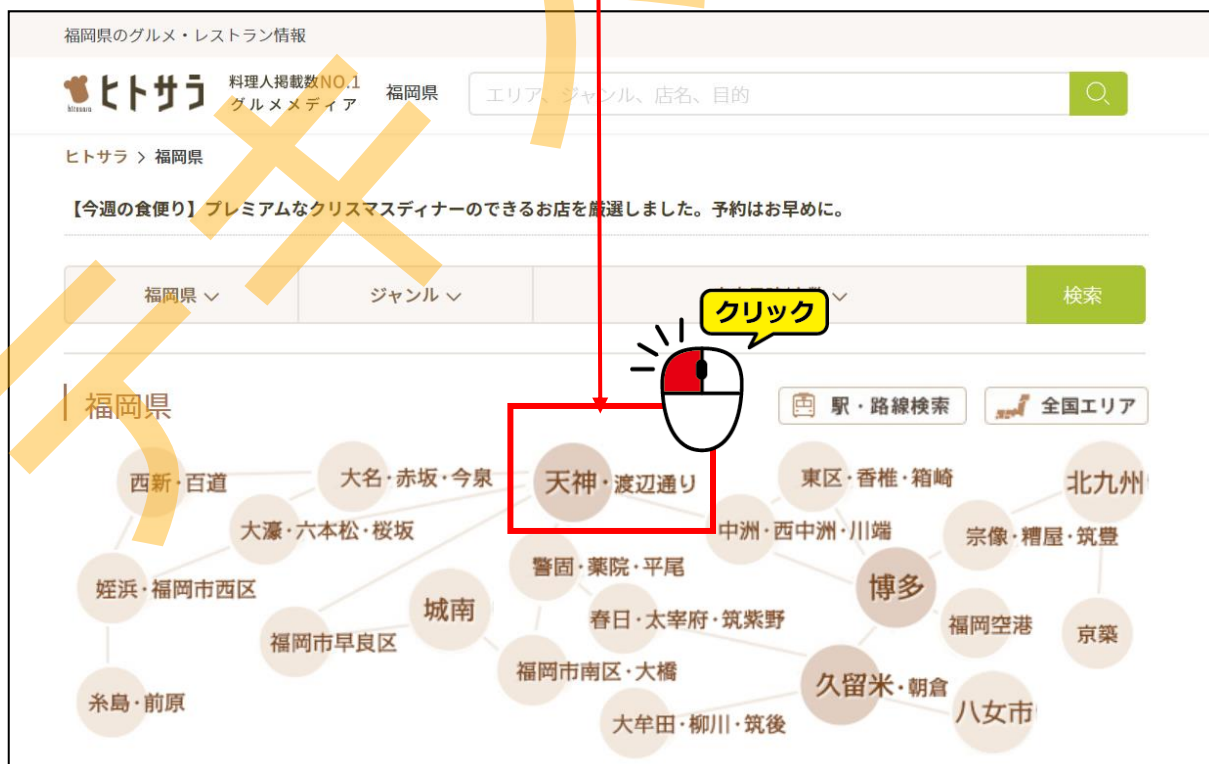 福岡県のグルメ・レストラン情報
ヒトサラ
hitosara
料理人掲載数NO.1
グルメメディア
福岡県
エリア、ジャンル、店名、目的
ヒトサラ > 福岡県
【今週の食便り】プレミアムなクリスマスディナーのできるお店を厳選しました。予約はお早めに。
福岡県
ジャンル
検索
クリック
福岡県
駅・路線検索
全国エリア
西新・百道
大名・赤坂・今泉
天神・渡辺通り
東区・香椎・箱崎
北九州
大濠・六本松・桜坂
中洲・西中洲・川端
宗像・糟屋・筑豊
警固・薬院・平尾
姪浜・福岡市西区
城南
博多
春日・太宰府・筑紫野
福岡空港
京築
福岡市早良区
福岡市南区・大橋
久留米・朝倉
糸島・前原
大牟田・柳川・筑後
八女市